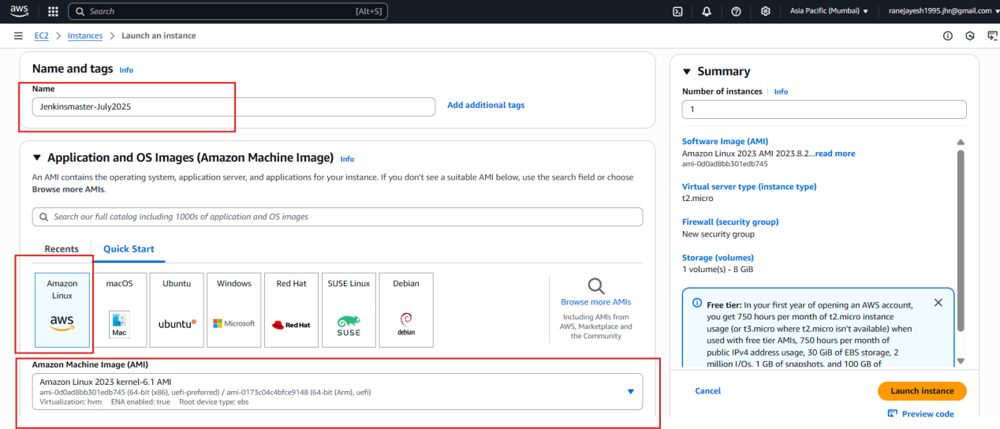 aws
Search [Alt+S]
Asia Pacific (Mumbai) ranejayesh1995.jhr@gmail.com
EC2 > Instances > Launch an instance
Name and tags Info
Name
Jenkinsmaster-July2025
Add additional tags
Application and OS Images (Amazon Machine Image) Info
An AMI contains the operating system, application server, and applications for your instance. If you don't see a suitable AMI below, use the search field or choose
Browse more AMIs.
Search our full catalog including 1000s of application and OS images
Recents Quick Start
Amazon
Linux
aws
macOS
Mac
Ubuntu
ubuntu
Windows
Microsoft
Red Hat
Red Hat
SUSE Linux
SUSE
Debian
debian
Browse more AMIs
Including AMIs from
AWS, Marketplace and
the Community
Amazon Machine Image (AMI)
Amazon Linux 2023 kernel-6.1 AMI
ami-0d0ad8bb301edb745 (64-bit (x86), uefi-preferred) / ami-0173c04c4bfce9148 (64-bit (Arm), uefi)
Virtualization: hvm ENA enabled: true Root device type: ebs
Summary
Number of instances Info
1
Software Image (AMI)
Amazon Linux 2023 AMI 2023.8.2...read more
ami-0d0ad8bb301edb745
Virtual server type (instance type)
t2.micro
Firewall (security group)
New security group
Storage (volumes)
1 volume(s) - 8 GiB
Free tier: In your first year of opening an AWS account,
you get 750 hours per month of t2.micro instance
usage (or t3.micro where t2.micro isn't available) when
used with free tier AMIs, 750 hours per month of
public IPv4 address usage, 30 GiB of EBS storage, 2
million I/Os, 1 GB of snapshots, and 100 GB of
Cancel
Launch instance
Preview code